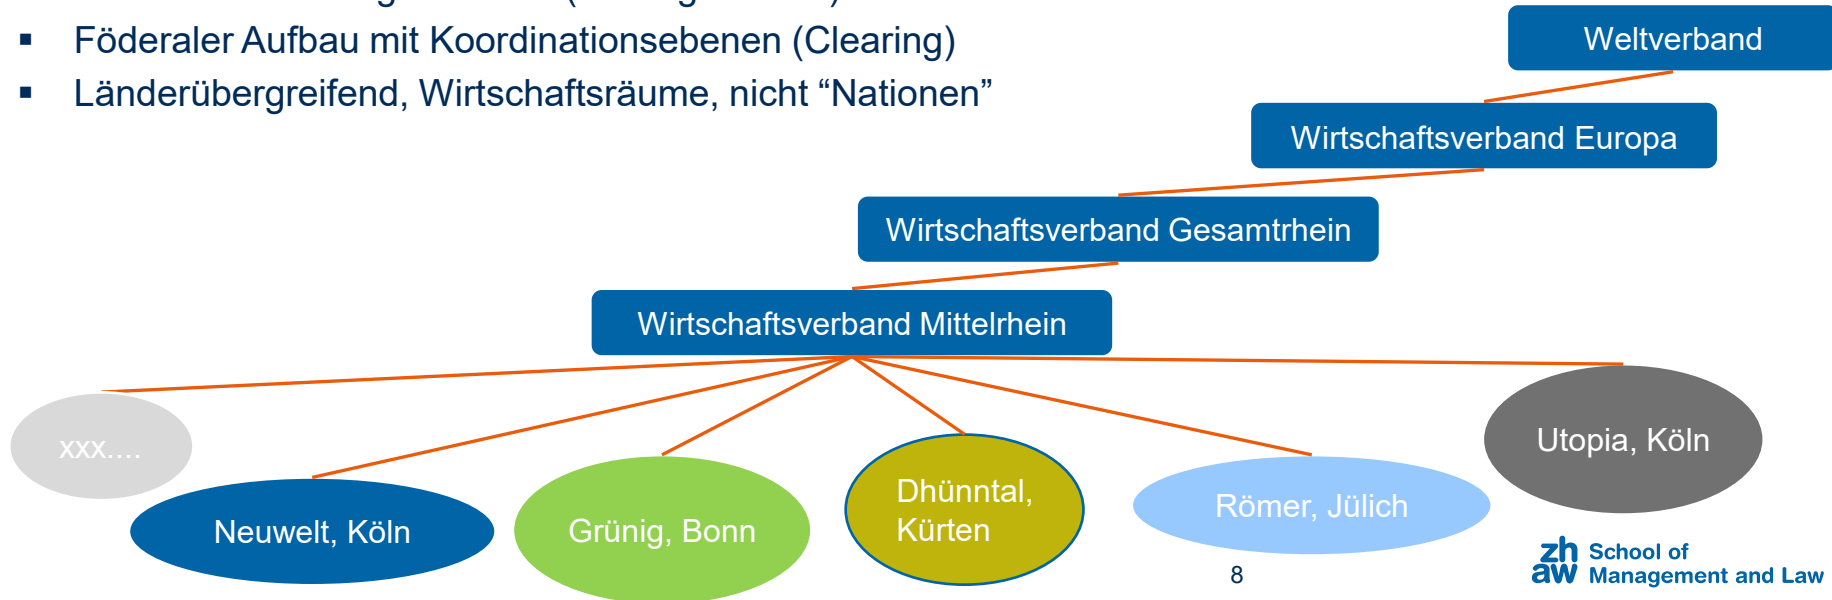 Föderaler Aufbau mit Koordinationsebenen (Clearing)
Länderübergreifend, Wirtschaftsräume, nicht “Nationen”
Weltverband
Wirtschaftsverband Europa
Wirtschaftsverband Gesamtrhein
Wirtschaftsverband Mittelrhein
xxx....
Neuwelt, Köln
Grünig, Bonn
Dhünntal,
Kürten
Römer, Jülich
Utopia, Köln
8
zh
aw
School of
Management and Law